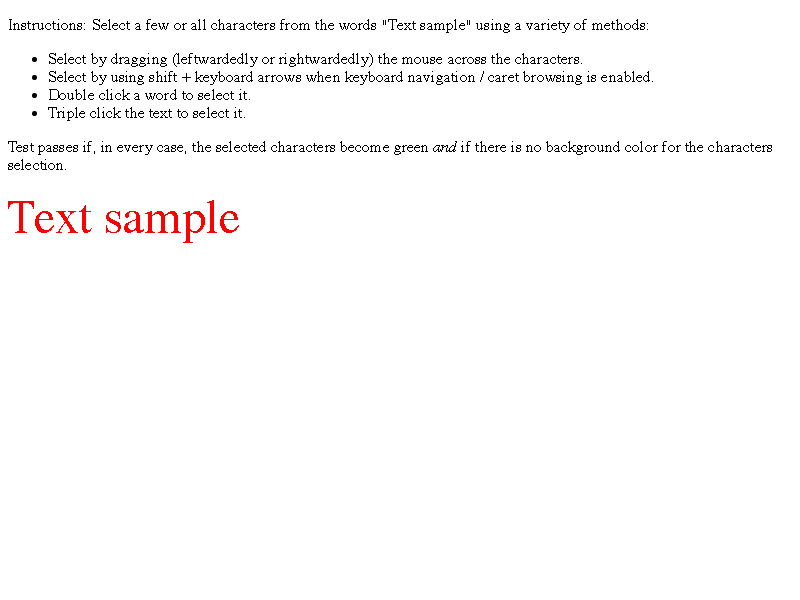 Instructions: Select a few or all characters from the words "Text sample" using a variety of methods:
Select by dragging (leftwardedly or rightwardedly) the mouse across the characters.
Select by using shift + keyboard arrows when keyboard navigation / caret browsing is enabled.
Double click a word to select it.
Triple click the text to select it.
Test passes if, in every case, the selected characters become green and if there is no background color for the characters
selection.
Text sample